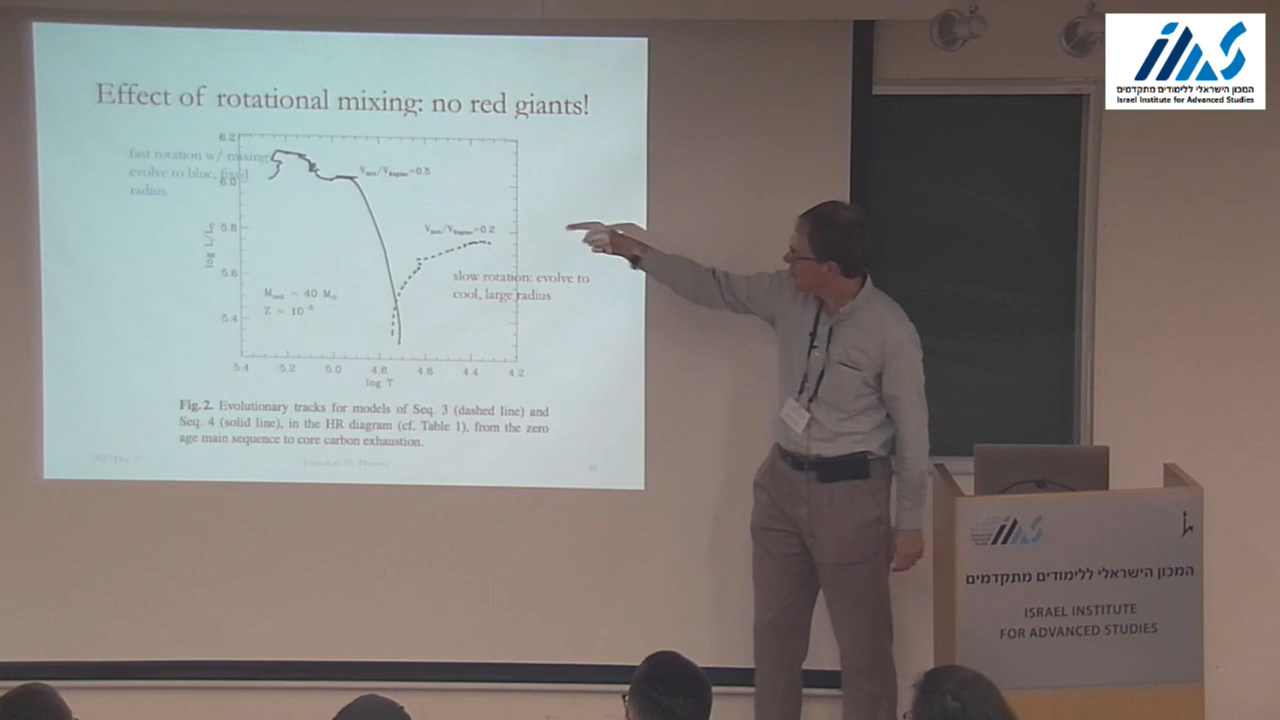 Effect of rotational mixing: no red giants!
fast rotation w/ mixing:
evolve to blue, fixed
radius.
6.2
6.0
5.8
5.6
5.4
log L/L₀
V_init/V_Kepler=0.5
V_init/V_Kepler=0.2
slow rotation: evolve to
cool, large radius
M_init = 40 M⊙
5.4 5.2 5.0 4.8 4.6 4.4 4.2
log T
Fig. 2. Evolutionary tracks for models of Seq. 3 (dashed line) and
Seq. 4 (solid line), in the HR diagram (cf. Table 1), from the zero
age main sequence to core carbon exhaustion.
המכון הישראלי ללימודים מתקדמים
Israel Institute for Advanced Studies
המכון הישראלי ללימודים מתקדמים
ISRAEL INSTITUTE
FOR ADVANCED STUDIES